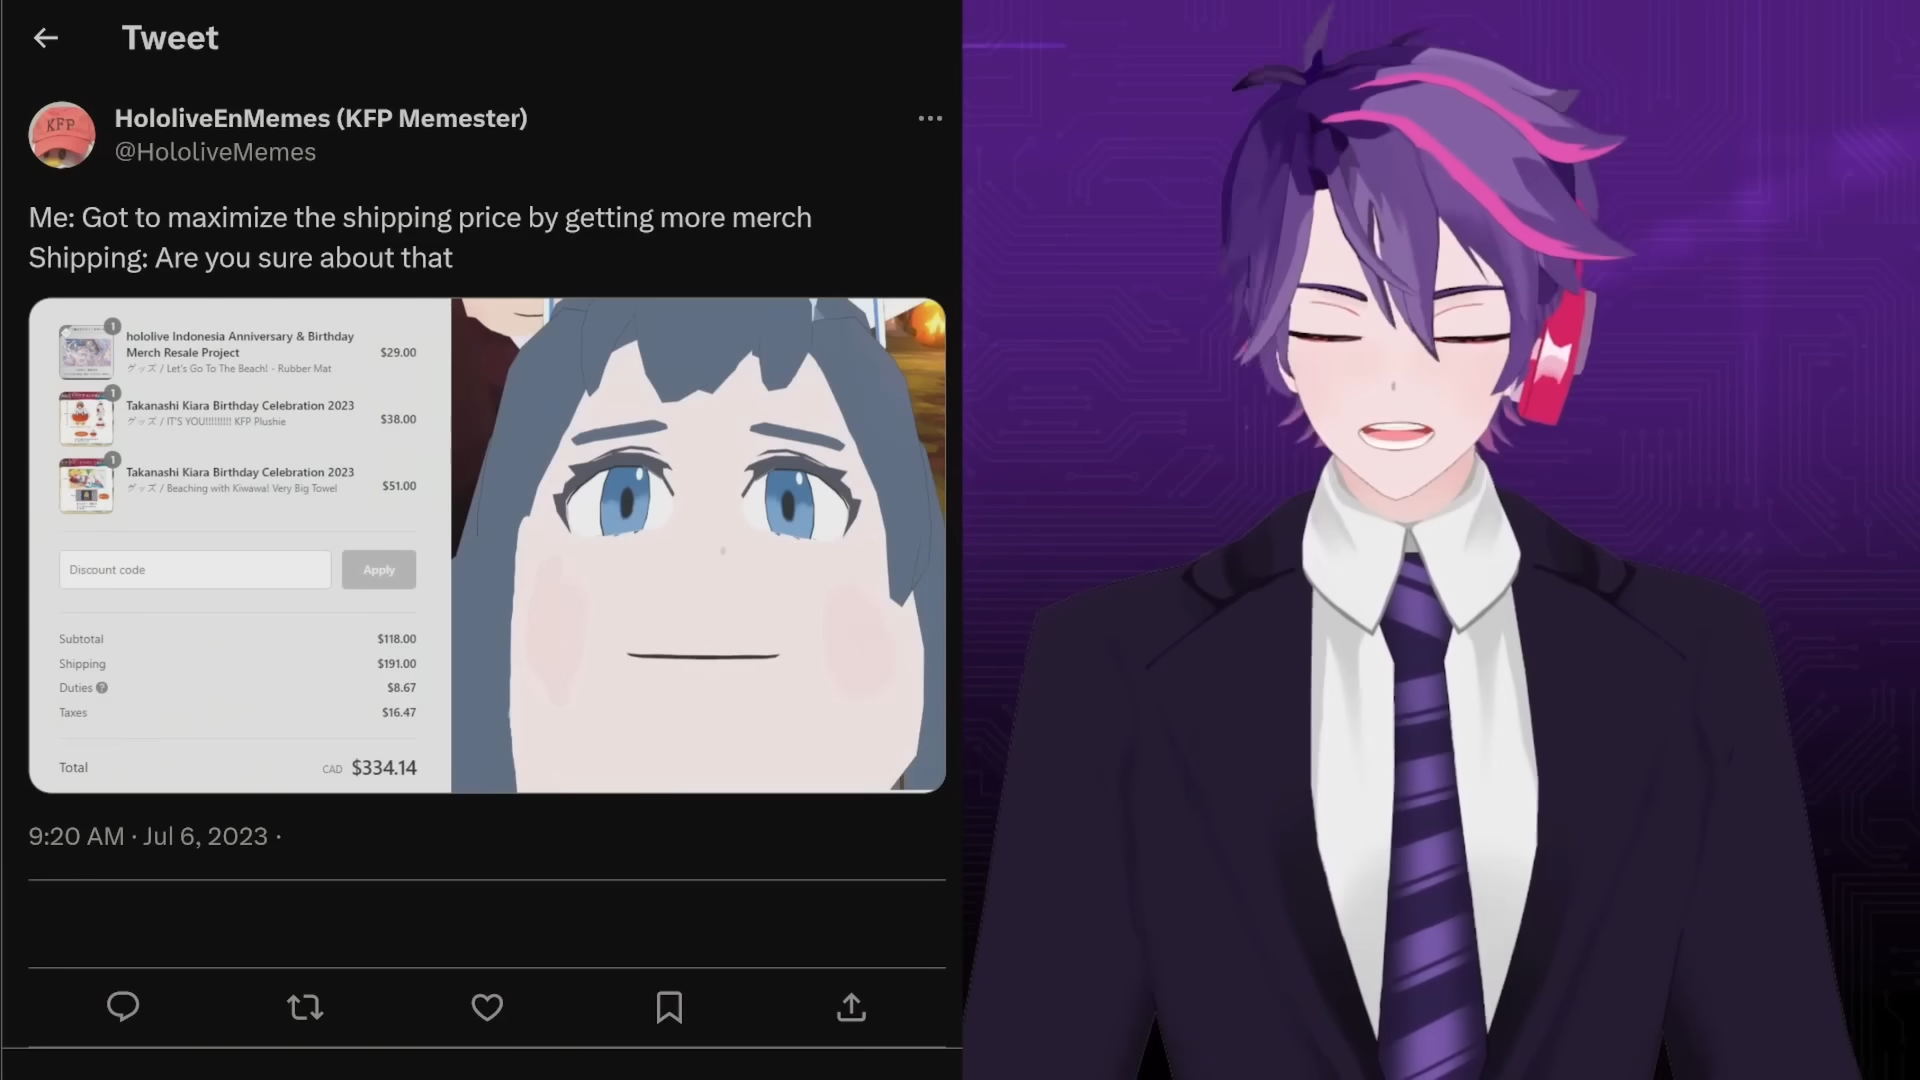 Tweet
KFP
HololiveEnMemes (KFP Memester)
@HololiveMemes
Me: Got to maximize the shipping price by getting more merch
Shipping: Are you sure about that
1
hololive Indonesia Anniversary & Birthday
Merch Resale Project
グッズ / Let's Go To The Beach! - Rubber Mat
$29.00
1
Takanashi Kiara Birthday Celebration 2023
グッズ / IT'S YOU!!!!!!!!! KFP Plushie
$38.00
1
Takanashi Kiara Birthday Celebration 2023
グッズ / Beaching with Kiwawa! Very Big Towel
$51.00
Discount code
Apply
Subtotal $118.00
Shipping $191.00
Duties ? $8.67
Taxes $16.47
Total CAD $334.14
9:20 AM · Jul 6, 2023 ·